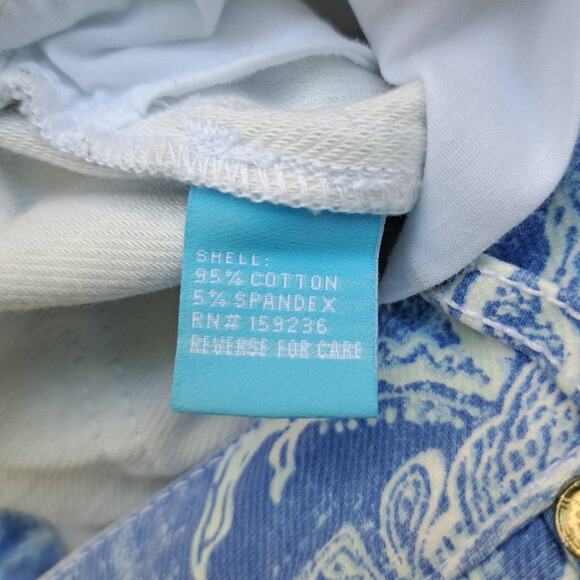 SHELL:
95% COTTON
5% SPANDEX
RN# 159236
REVERSE FOR CARE